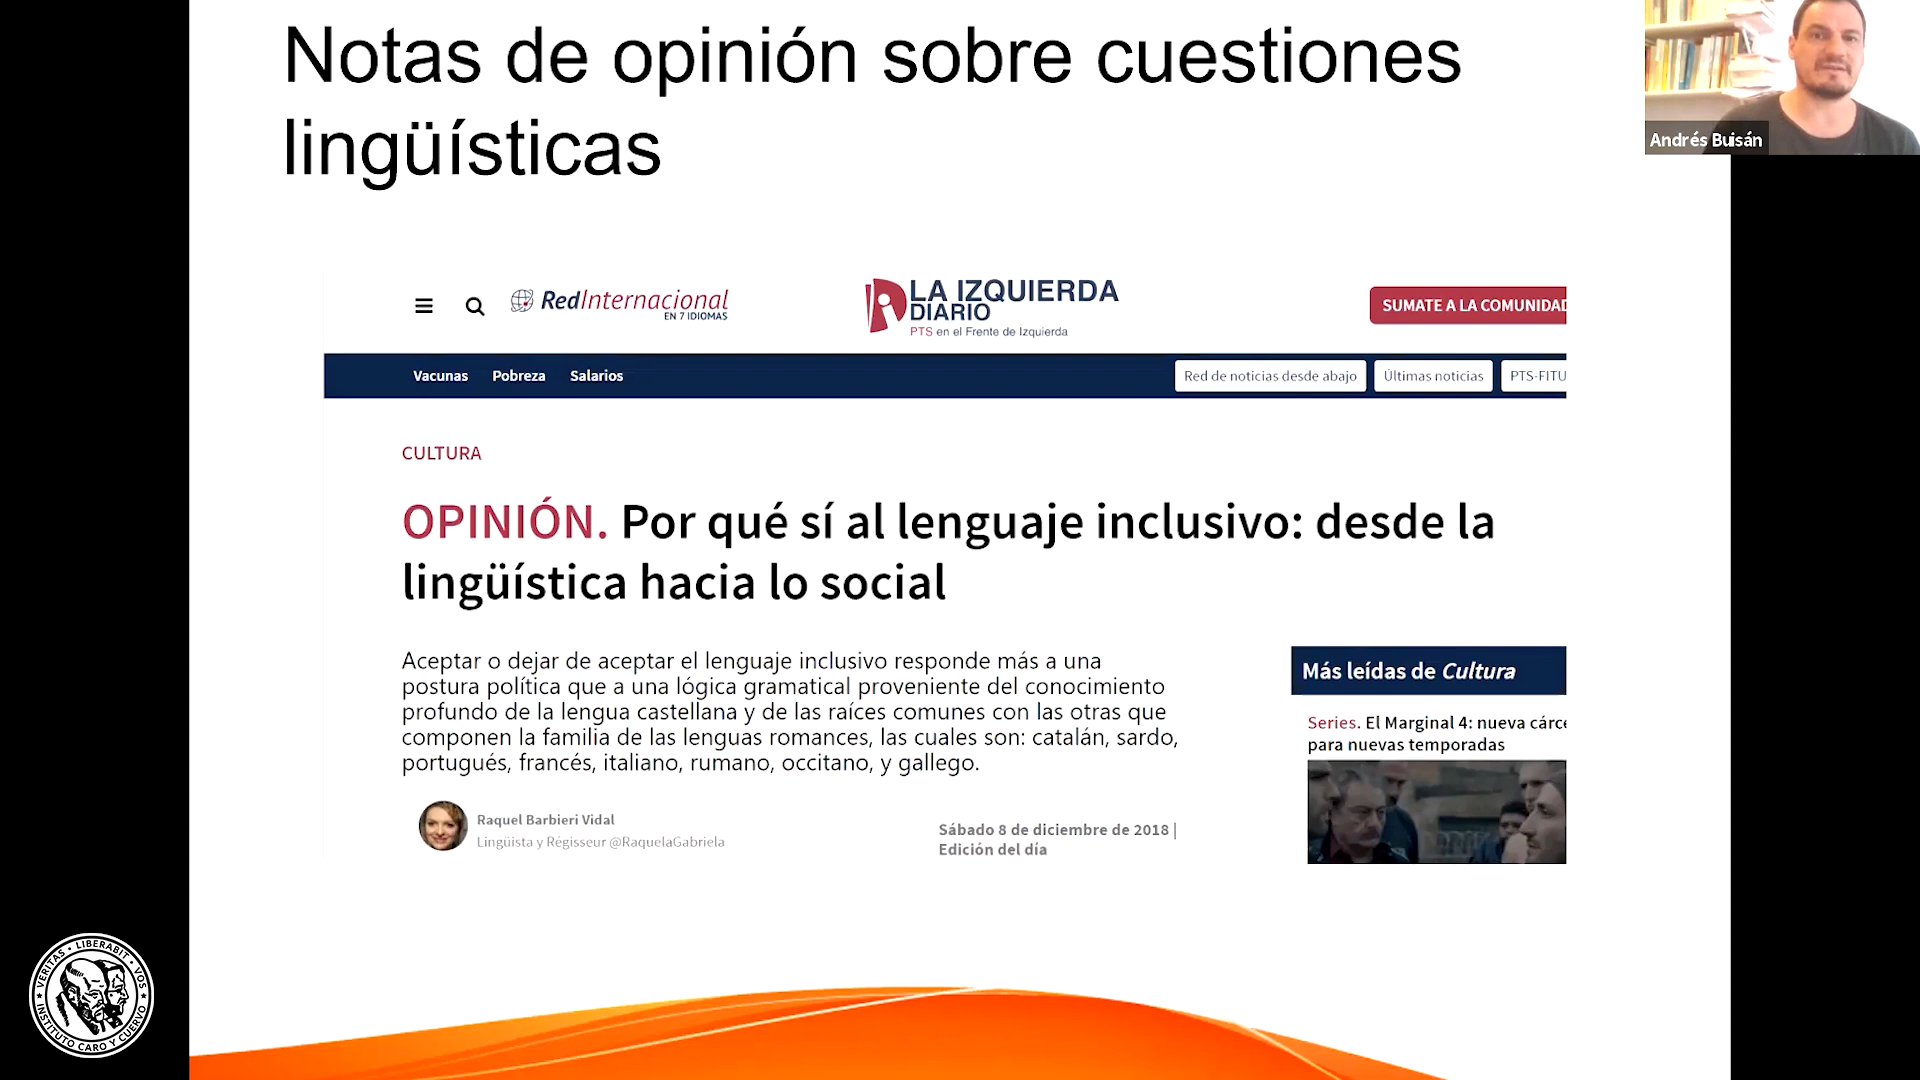 Notas de opinión sobre cuestiones
lingüísticas
Andrés Buisán
RedInternacional
EN 7 IDIOMAS
LA IZQUIERDA
DIARIO
PTS en el Frente de Izquierda
SUMATE A LA COMUNIDAD
Vacunas Pobreza Salarios
Red de noticias desde abajo Últimas noticias PTS-FITU
CULTURA
OPINIÓN. Por qué sí al lenguaje inclusivo: desde la
lingüística hacia lo social
Aceptar o dejar de aceptar el lenguaje inclusivo responde más a una
postura política que a una lógica gramatical proveniente del conocimiento
profundo de la lengua castellana y de las raíces comunes con las otras que
componen la familia de las lenguas romances, las cuales son: catalán, sardo,
portugués, francés, italiano, rumano, occitano, y gallego.
Raquel Barbieri Vidal
Lingüista y Régisseur @RaquelaGabriela
Sábado 8 de diciembre de 2018 |
Edición del día
Más leídas de Cultura
Series. El Marginal 4: nueva cárce
para nuevas temporadas
VERITAS • LIBERABIT • VOS
INSTITUTO CARO Y CUERVO